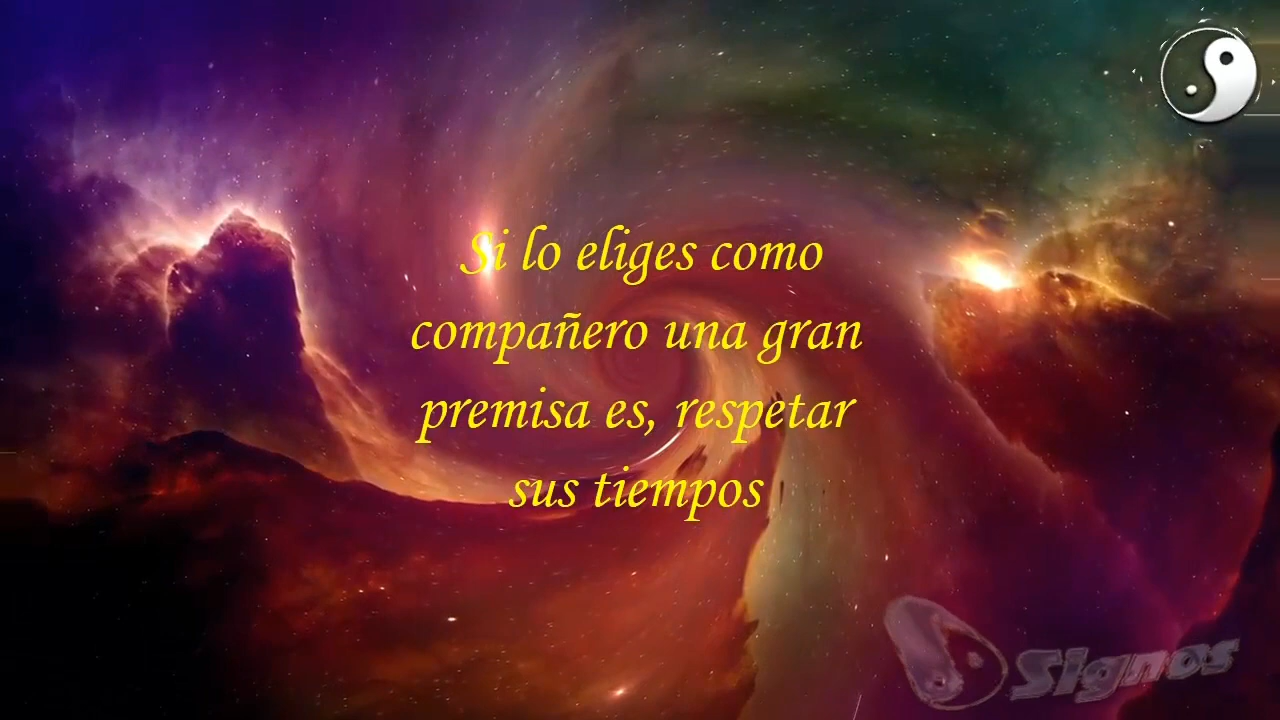 Si lo eliges como
compañero una gran
premisa es, respetar
sus tiempos
Signos